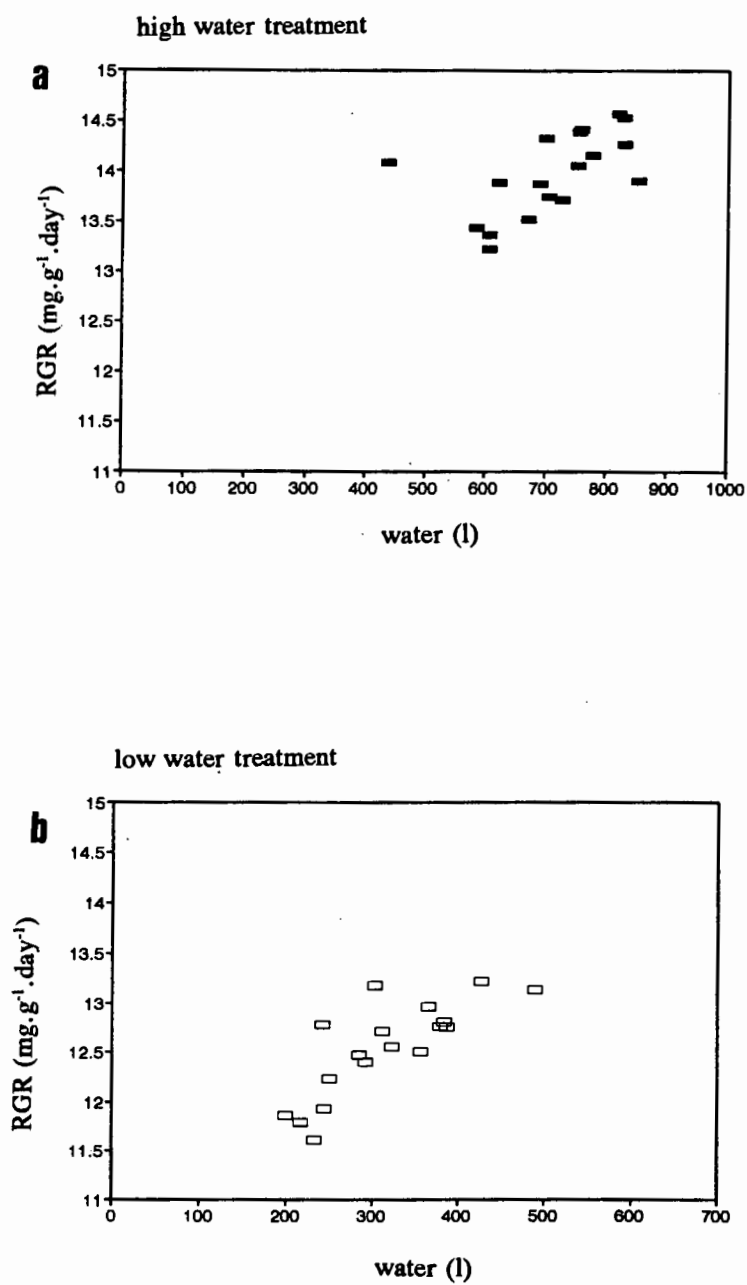 high water treatment
a
15
14.5
14
13.5
13
12.5
12
11.5
11
RGR (mg.g⁻¹.day⁻¹)
0 100 200 300 400 500 600 700 800 900 1000
water (l)
low water treatment
b
15
14.5
14
13.5
13
12.5
12
11.5
11
RGR (mg.g⁻¹.day⁻¹)
0 100 200 300 400 500 600 700
water (l)